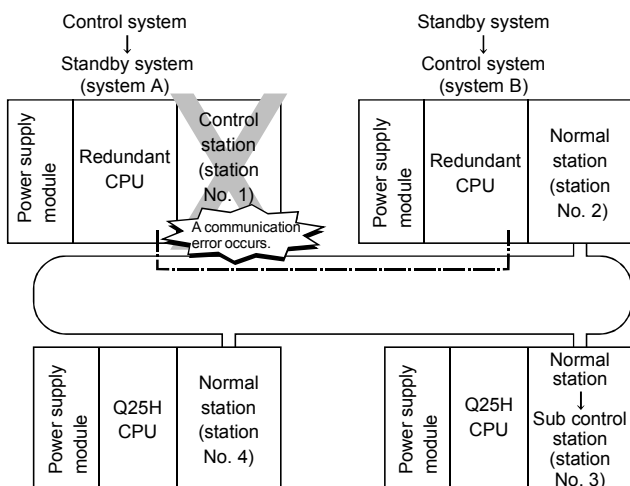 Control system
Standby system
Standby system
(system A)
Control system
(system B)
Power supply
module
Redundant
CPU
Control
station
(station
No. 1)
A communication
error occurs.
Power supply
module
Redundant
CPU
Normal
station
(station
No. 2)
Power supply
module
Q25H
CPU
Normal
station
(station
No. 4)
Power supply
module
Q25H
CPU
Normal
station
Sub control
station
(station
No. 3)